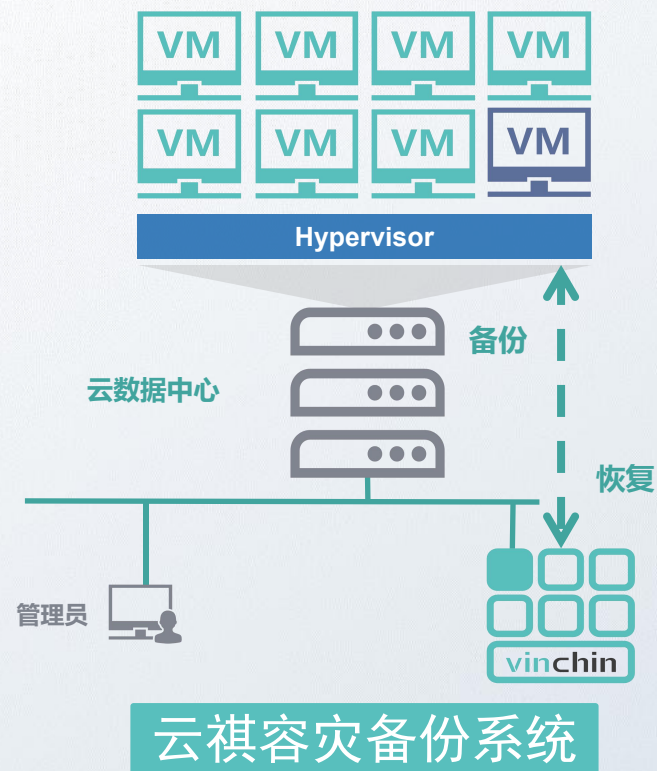 VM VM VM VM
VM VM VM VM
Hypervisor
备份
云数据中心
恢复
管理员
vinchin
云祺容灾备份系统